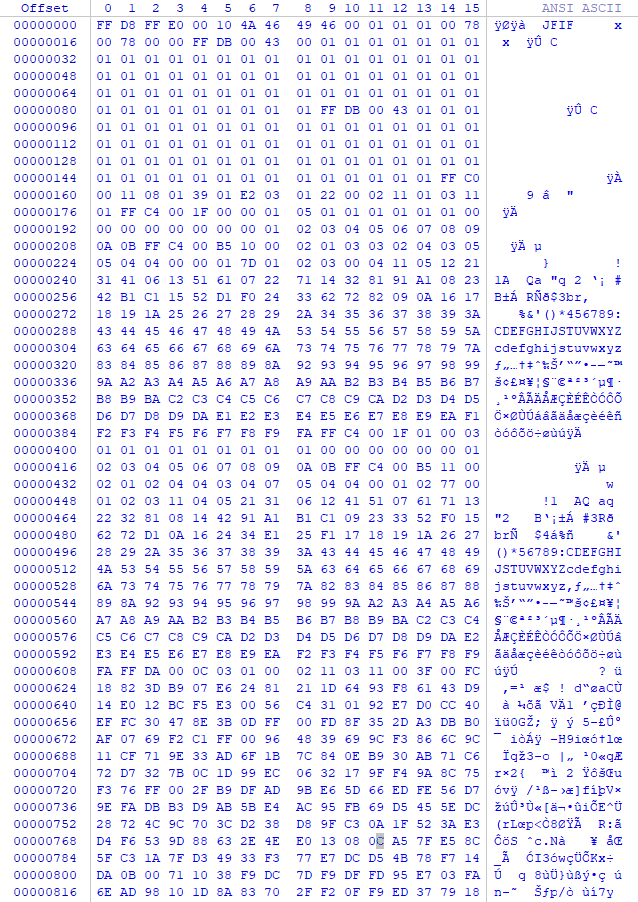 Offset 0 1 2 3 4 5 6 7 8 9 10 11 12 13 14 15 ANSI ASCII
00000000 FF D8 FF E0 00 10 4A 46 49 46 01 01 01 00 78 ÿØÿà JFIF x
00000016 00 78 00 00 FF DB 00 43 00 01 01 01 01 01 01 01 x ÿÛ C
00000032 01 01 01 01 01 01 01 01 01 01 01 01 01 01 01 01
00000048 01 01 01 01 01 01 01 01 01 01 01 01 01 01 01 01
00000064 01 01 01 01 01 01 01 01 01 01 01 01 01 01 01 01
00000080 01 01 01 01 01 01 01 01 01 FF DB 00 43 01 01 01 ÿÛ C
00000096 01 01 01 01 01 01 01 01 01 01 01 01 01 01 01 01
00000112 01 01 01 01 01 01 01 01 01 01 01 01 01 01 01 01
00000128 01 01 01 01 01 01 01 01 01 01 01 01 01 01 01 01
00000144 01 01 01 01 01 01 01 01 01 01 01 01 01 01 FF C0 ÿÀ
00000160 00 11 08 01 39 01 E2 03 01 22 00 02 11 01 03 11 9 â "
00000176 01 FF C4 00 1F 00 00 01 05 01 01 01 01 01 01 00 ÿÄ
00000192 00 00 00 00 00 00 00 01 02 03 04 05 06 07 08 09
00000208 0A 0B FF C4 00 B5 10 00 02 01 03 03 02 04 03 05 ÿÄ µ
00000224 05 04 04 00 00 01 7D 01 02 03 00 04 11 05 12 21 } !
00000240 31 41 06 13 51 61 07 22 71 14 32 81 91 A1 08 23 1A Qa "q 2 ‘¡ #
00000256 42 B1 C1 15 52 D1 F0 24 33 62 72 82 09 0A 16 17 B±Á RÑð$3br‚
00000272 18 19 1A 25 26 27 28 29 2A 34 35 36 37 38 39 3A %&'()*456789:
00000288 43 44 45 46 47 48 49 4A 53 54 55 56 57 58 59 5A CDEFGHIJSTUVWXYZ
00000304 63 64 65 66 67 68 69 6A 73 74 75 76 77 78 79 7A cdefghijstuvwxyz
00000320 83 84 85 86 87 88 89 8A 92 93 94 95 96 97 98 99 ƒ„…†‡ˆ‰Š’“”•–—˜™
00000336 9A A2 A3 A4 A5 A6 A7 A8 A9 AA B2 B3 B4 B5 B6 B7 š¢£¤¥¦§¨©ª²³´µ¶·
00000352 B8 B9 BA C2 C3 C4 C5 C6 C7 C8 C9 CA D2 D3 D4 D5 ¸¹ºÂÃÄÅÆÇÈÉÊÒÓÔÕ
00000368 D6 D7 D8 D9 DA E1 E2 E3 E4 E5 E6 E7 E8 E9 EA F1 Ö×ØÙÚáâãäåæçèéêñ
00000384 F2 F3 F4 F5 F6 F7 F8 F9 FA FF C4 00 1F 01 00 03 òóôõö÷øùúÿÄ
00000400 01 01 01 01 01 01 01 01 01 00 00 00 00 00 00 01
00000416 02 03 04 05 06 07 08 09 0A 0B FF C4 00 B5 11 00 ÿÄ µ
00000432 02 01 02 04 04 03 04 07 05 04 04 00 01 02 77 00 w
00000448 01 02 03 11 04 05 21 31 06 12 41 51 07 61 71 13 !1 AQ aq
00000464 22 32 81 08 14 42 91 A1 B1 C1 09 23 33 52 F0 15 "2 B‘¡±Á #3Rð
00000480 62 72 D1 0A 16 24 34 E1 25 F1 17 18 19 1A 26 27 brÑ $4á%ñ &'
00000496 28 29 2A 35 36 37 38 39 3A 43 44 45 46 47 48 49 ()*56789:CDEFGHI
00000512 4A 53 54 55 56 57 58 59 5A 63 64 65 66 67 68 69 JSTUVWXYZcdefghi
00000528 6A 73 74 75 76 77 78 79 7A 82 83 84 85 86 87 88 jstuvwxyz‚ƒ„…†‡ˆ
00000544 89 8A 92 93 94 95 96 97 98 99 9A A2 A3 A4 A5 A6 ‰Š’“”•–—˜™š¢£¤¥¦
00000560 A7 A8 A9 AA B2 B3 B4 B5 B6 B7 B8 B9 BA C2 C3 C4 §¨©ª²³´µ¶·¸¹ºÂÃÄ
00000576 C5 C6 C7 C8 C9 CA D2 D3 D4 D5 D6 D7 D8 D9 DA E2 ÅÆÇÈÉÊÒÓÔÕÖ×ØÙÚâ
00000592 E3 E4 E5 E6 E7 E8 E9 EA F2 F3 F4 F5 F6 F7 F8 F9 ãäåæçèéêòóôõö÷øù
00000608 FA FF DA 00 0C 03 01 00 02 11 03 11 00 3F 00 FC úÿÚ ? ü
00000624 18 82 3D B9 07 E6 24 81 21 1D 64 93 F8 61 43 D9 ‚=¹ æ$ ! d“øaCÙ
00000640 14 E0 12 BC F5 E3 00 56 C4 31 01 92 E7 D0 CC 40 à ¼õã VÄ1 ’çÐÌ@
00000656 EF FC 30 47 8E 3B 0D FF 00 FD 8F 35 2D A3 DB B0 ïü0GŽ; ÿ ý 5-£Û°
00000672 AF 07 69 F2 C1 FF 00 96 48 39 69 9C F3 86 6C 9C ¯ iòÁÿ –H9iœó†lœ
00000688 11 CF 71 9E 33 AD 6F 1B 7C 84 0E B9 30 AB 71 C6 Ïqž3-o |„ ¹0«qÆ
00000704 72 D7 32 7B 0C 1D 99 EC 06 32 17 9F F4 9A 8C 75 r×2{ ™ì 2 ŸôšŒu
00000720 F3 76 FF 00 2F B9 DF AD 9B E6 5D 66 ED FE 56 D7 óvÿ /¹ß-›æ]fíþV×
00000736 9E FA DB B3 D9 AB 5B E4 AC 95 FB 69 D5 45 5E DC žúÛ³Ù«[ä¬•ûiÕE^Ü
00000752 28 72 4C 9C 70 3C D2 38 D8 9F C3 0A 1F 52 3A E3 (rLœp<Ò8ØŸÃ R:ã
00000768 D4 F6 53 9D 88 63 2E 4E E0 13 08 0C CA 57 FE 58 C ÔöS ˆc.Nà
00000784 5F C3 1A 7F D3 49 33 F3 77 E7 DC D5 4B 78 F7 14 _Ã ÓI3ówçÜÕKx÷
00000800 DA 0B 00 71 10 38 F9 DC 7D F9 DF FD 95 E7 03 FA Ú q 8ùÜ}ùßý•ç ú
00000816 6E AD 98 10 1D 8A 83 70 2F F2 0F F9 ED 37 79 18 n-˜ Šƒp/ò ùí7y